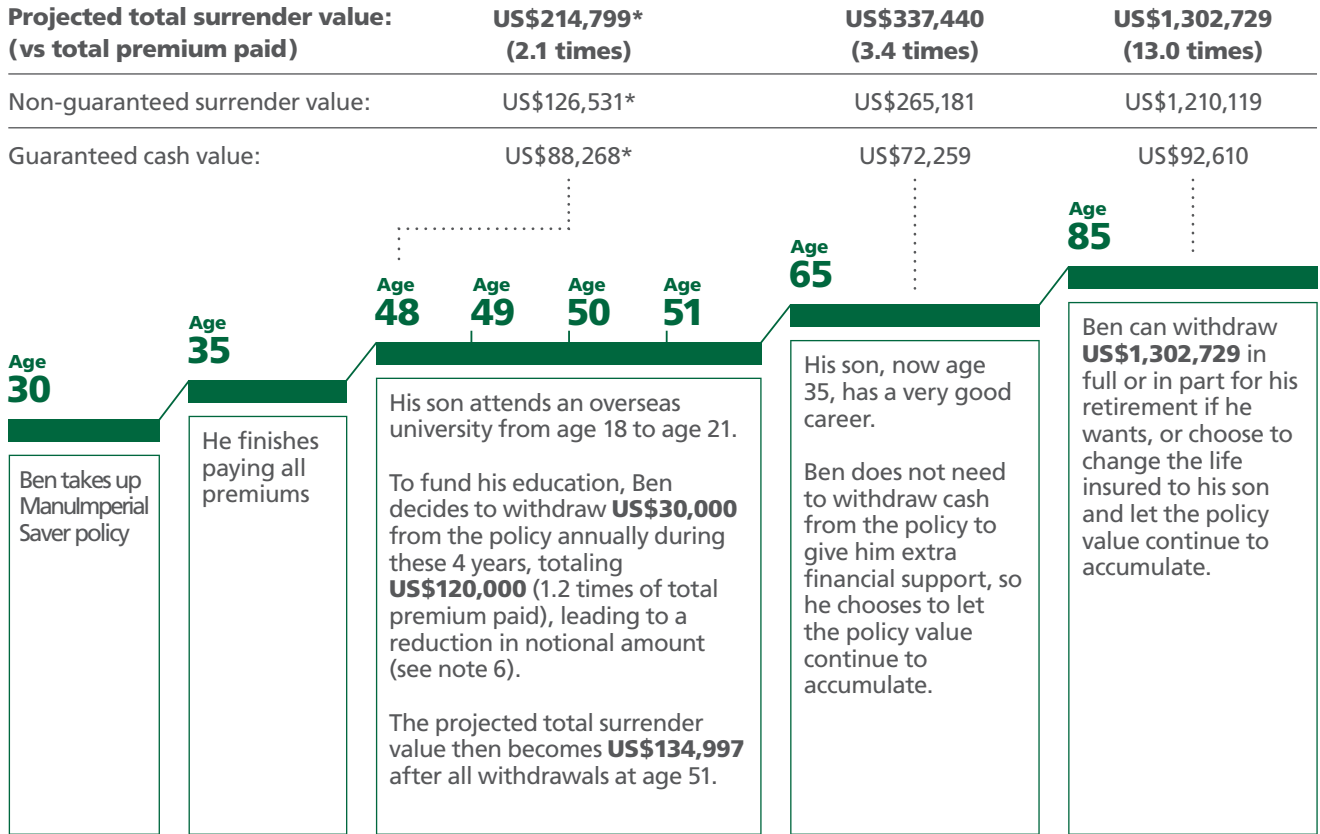 Projected total surrender value: US$214,799* US$337,440 US$1,302,729
(vs total premium paid) (2.1 times) (3.4 times) (13.0 times)
Non-guaranteed surrender value: US$126,531* US$265,181 US$1,210,119
Guaranteed cash value: US$88,268* US$72,259 US$92,610
Age
30
Ben takes up
ManuImperial
Saver policy
Age
35
He finishes
paying all
premiums
Age
48
Age
49
Age
50
Age
51
His son attends an overseas
university from age 18 to age 21.
To fund his education, Ben
decides to withdraw US$30,000
from the policy annually during
these 4 years, totaling
US$120,000 (1.2 times of total
premium paid), leading to a
reduction in notional amount
(see note 6).
The projected total surrender
value then becomes US$134,997
after all withdrawals at age 51.
Age
65
His son, now age
35, has a very good
career.
Ben does not need
to withdraw cash
from the policy to
give him extra
financial support, so
he chooses to let
the policy value
continue to
accumulate.
Age
85
Ben can withdraw
US$1,302,729 in
full or in part for his
retirement if he
wants, or choose to
change the life
insured to his son
and let the policy
value continue to
accumulate.